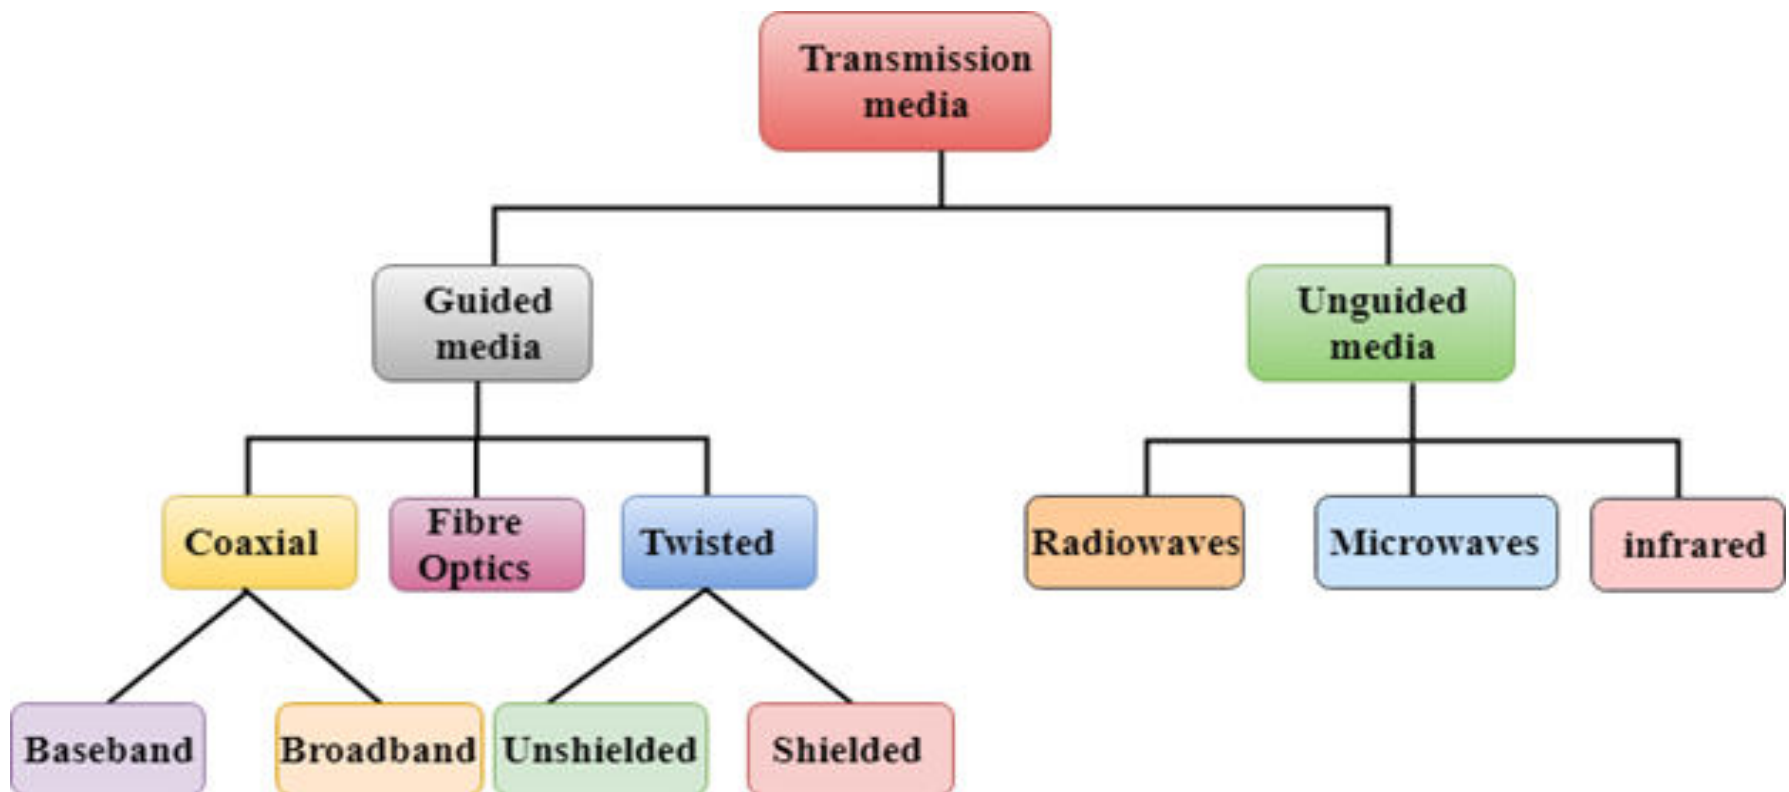 Transmission
media
Guided
media
Unguided
media
Coaxial
Fibre
Optics
Twisted
Radiowaves
Microwaves
infrared
Baseband
Broadband
Unshielded
Shielded